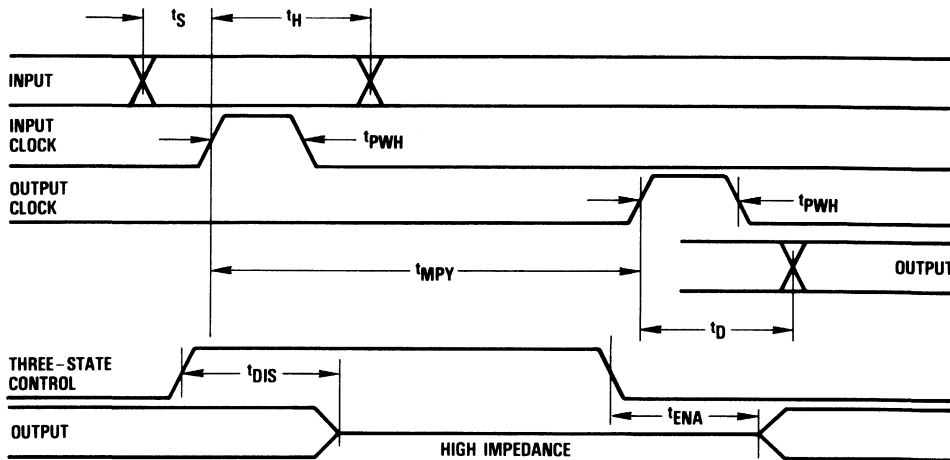 tS tH
INPUT
INPUT
CLOCK
tPWH
OUTPUT
CLOCK
tPWH
tMPY
OUTPUT
tD
THREE-STATE
CONTROL
tDIS
tENA
OUTPUT
HIGH IMPEDANCE